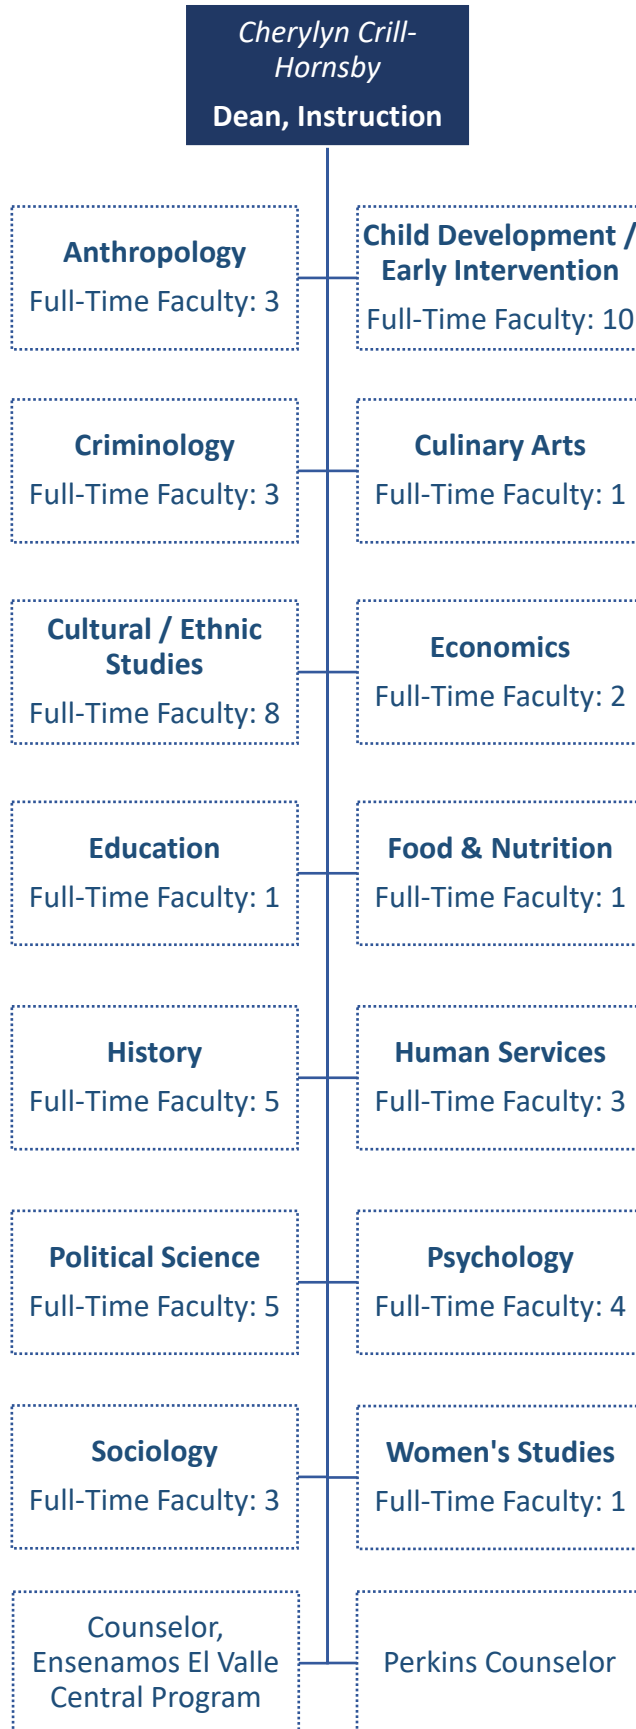 Cherylyn Crill-
Hornsby
Dean, Instruction
Anthropology
Full-Time Faculty: 3
Child Development /
Early Intervention
Full-Time Faculty: 10
Criminology
Full-Time Faculty: 3
Culinary Arts
Full-Time Faculty: 1
Cultural / Ethnic
Studies
Full-Time Faculty: 8
Economics
Full-Time Faculty: 2
Education
Full-Time Faculty: 1
Food & Nutrition
Full-Time Faculty: 1
History
Full-Time Faculty: 5
Human Services
Full-Time Faculty: 3
Political Science
Full-Time Faculty: 5
Psychology
Full-Time Faculty: 4
Sociology
Full-Time Faculty: 3
Women's Studies
Full-Time Faculty: 1
Counselor,
Ensenamos El Valle
Central Program
Perkins Counselor